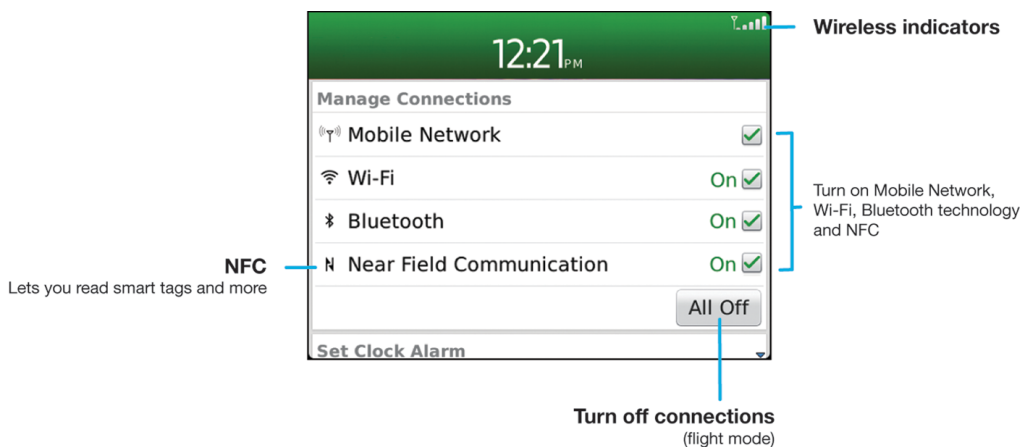 Wireless indicators
12:21PM
Manage Connections
Mobile Network
Wi-Fi On
Bluetooth On
Near Field Communication On
All Off
Set Clock Alarm
Turn on Mobile Network,
Wi-Fi, Bluetooth technology
and NFC
NFC
Lets you read smart tags and more
Turn off connections
(flight mode)